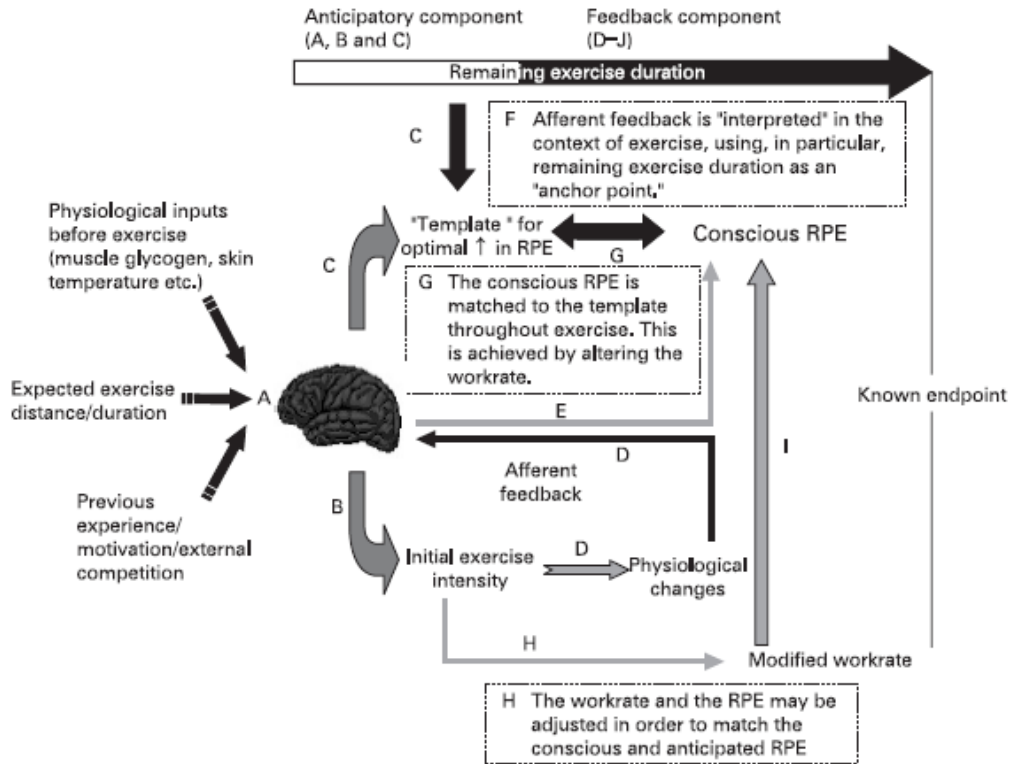 Anticipatory component
(A, B and C)
Feedback component
(D–J)
Remaining exercise duration
C
F Afferent feedback is "interpreted" in the
context of exercise, using, in particular,
remaining exercise duration as an
"anchor point."
Physiological inputs
before exercise
(muscle glycogen, skin
temperature etc.)
C
"Template " for
optimal ↑ in RPE
G
Conscious RPE
G The conscious RPE is
matched to the template
throughout exercise. This
is achieved by altering the
workrate.
Expected exercise
distance/duration
A
E
Known endpoint
D
Afferent
feedback
I
Previous
experience/
motivation/external
competition
B
Initial exercise
intensity
D
Physiological
changes
H
Modified workrate
H The workrate and the RPE may be
adjusted in order to match the
conscious and anticipated RPE